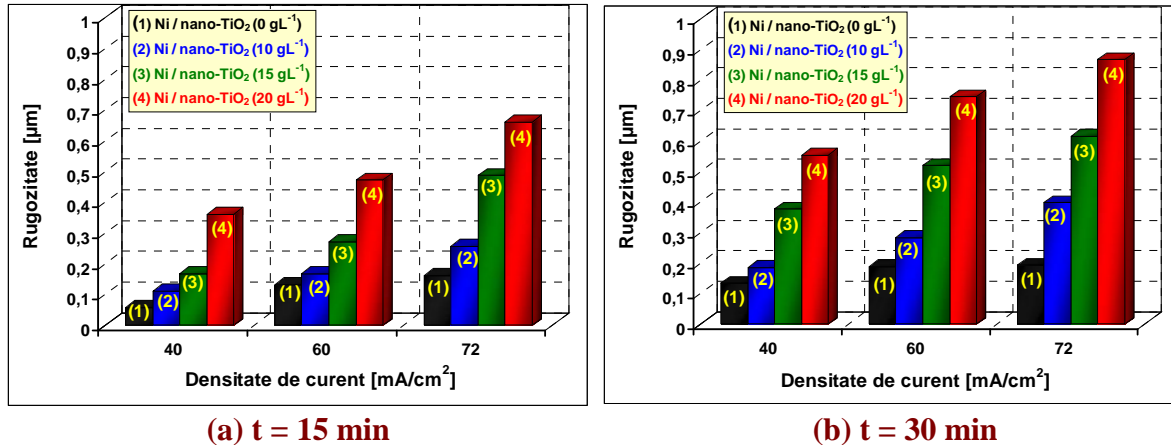 (1) Ni / nano-TiO₂ (0 gL⁻¹)
(2) Ni / nano-TiO₂ (10 gL⁻¹)
(3) Ni / nano-TiO₂ (15 gL⁻¹)
(4) Ni / nano-TiO₂ (20 gL⁻¹)
Rugozitate [µm]
1
0,9
0,8
0,7
0,6
0,5
0,4
0,3
0,2
0,1
0
(1) (2) (3) (4)
(1) (2) (3) (4)
(1) (2) (3) (4)
40 60 72
Densitate de curent [mA/cm²]
(a) t = 15 min
(1) Ni / nano-TiO₂ (0 gL⁻¹)
(2) Ni / nano-TiO₂ (10 gL⁻¹)
(3) Ni / nano-TiO₂ (15 gL⁻¹)
(4) Ni / nano-TiO₂ (20 gL⁻¹)
Rugozitate [µm]
1
0,9
0,8
0,7
0,6
0,5
0,4
0,3
0,2
0,1
0
(1) (2) (3) (4)
(1) (2) (3) (4)
(1) (2) (3) (4)
40 60 72
Densitate de curent [mA/cm²]
(b) t = 30 min